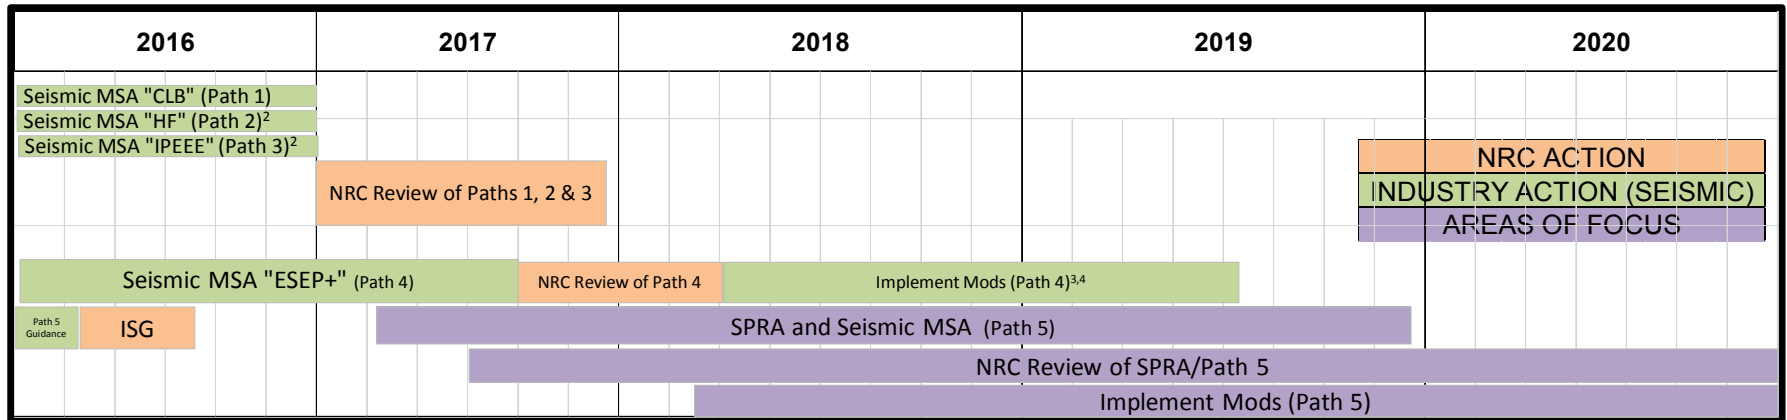 2016 2017 2018 2019 2020
Seismic MSA "CLB" (Path 1)
Seismic MSA "HF" (Path 2)²
Seismic MSA "IPEEE" (Path 3)²
NRC Review of Paths 1, 2 & 3
NRC ACTION
INDUSTRY ACTION (SEISMIC)
AREAS OF FOCUS
Seismic MSA "ESEP+" (Path 4)
NRC Review of Path 4
Implement Mods (Path 4)³,⁴
Path 5
Guidance
ISG
SPRA and Seismic MSA (Path 5)
NRC Review of SPRA/Path 5
Implement Mods (Path 5)